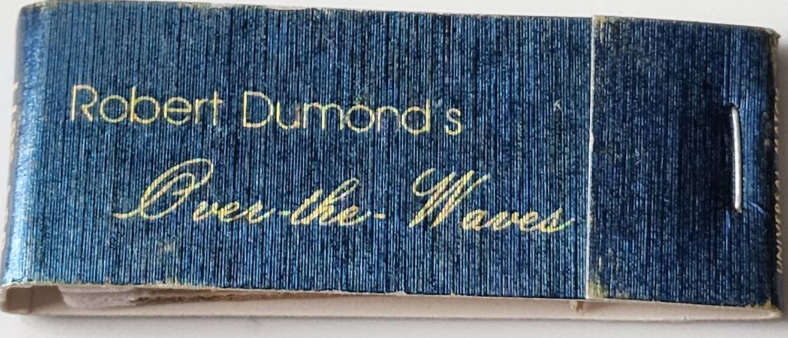 Robert Dumond's
Over-the-Waves